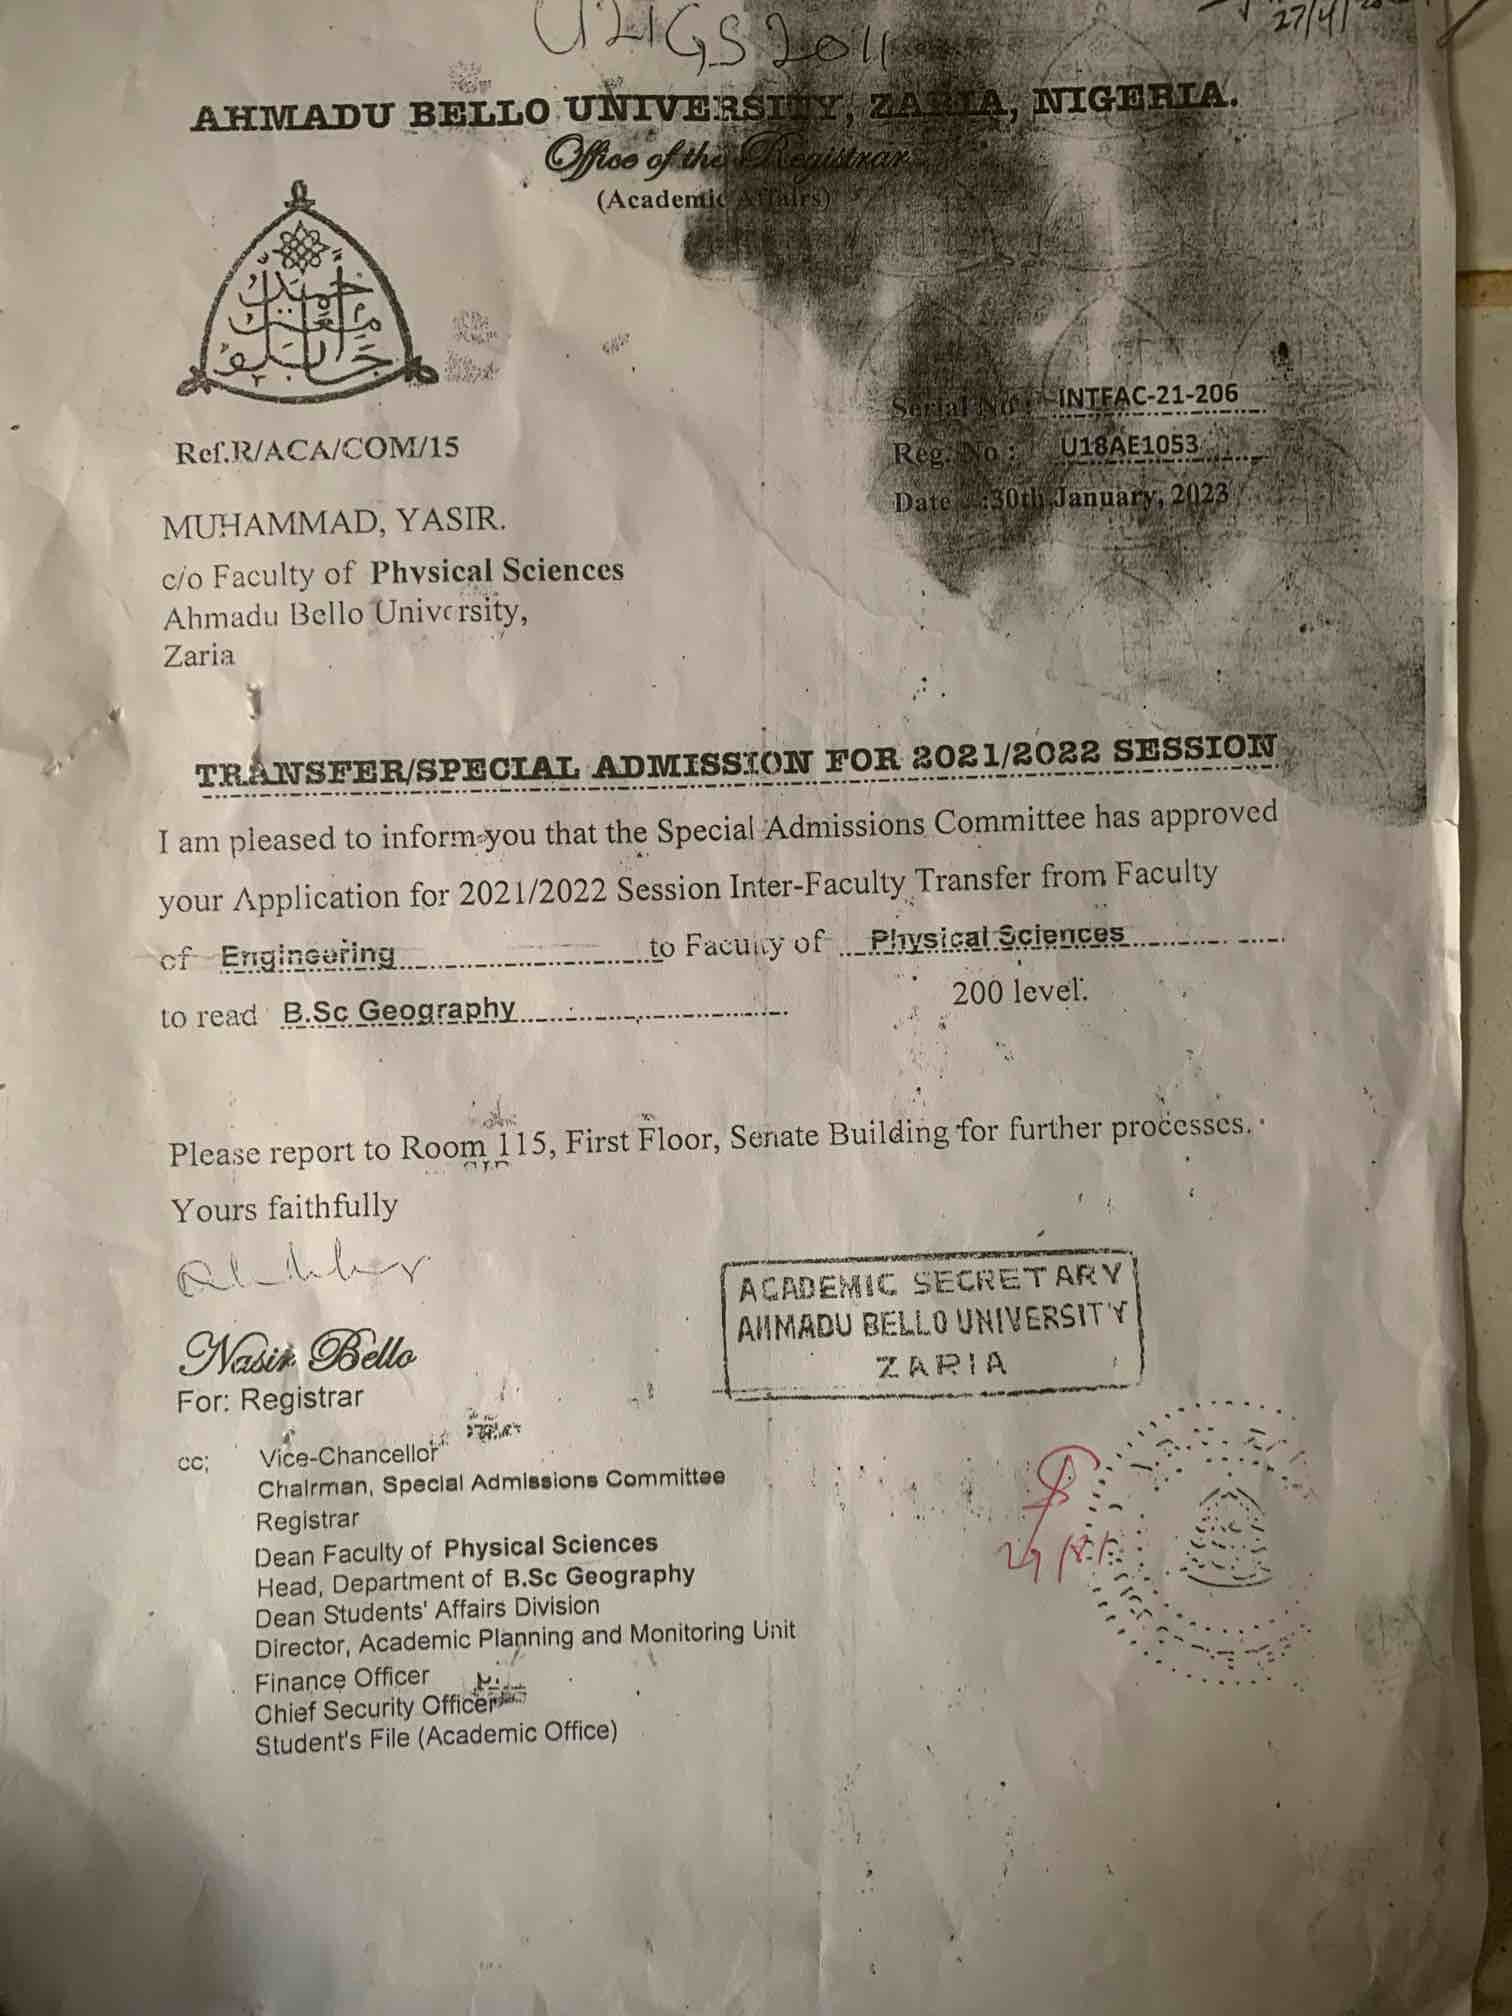 U21GS2011
27/4/
AHMADU BELLO UNIVERSITY, ZARIA, NIGERIA.
Office of the Registrar
(Academic Affairs)
Serial No: INTFAC-21-206
Ref.R/ACA/COM/15
Reg. No: U18AE1053
Date :30th January, 2023
MUHAMMAD, YASIR.
c/o Faculty of Physical Sciences
Ahmadu Bello University,
Zaria
TRANSFER/SPECIAL ADMISSION FOR 2021/2022 SESSION
I am pleased to inform you that the Special Admissions Committee has approved
your Application for 2021/2022 Session Inter-Faculty Transfer from Faculty
of Engineering to Faculty of Physical Sciences
to read B.Sc Geography 200 level.
Please report to Room 115, First Floor, Senate Building for further processes.
Yours faithfully
Nasir Bello
For: Registrar
ACADEMIC SECRETARY
AHMADU BELLO UNIVERSITY
ZARIA
cc; Vice-Chancellor
Chairman, Special Admissions Committee
Registrar
Dean Faculty of Physical Sciences
Head, Department of B.Sc Geography
Dean Students' Affairs Division
Director, Academic Planning and Monitoring Unit
Finance Officer
Chief Security Officer
Student's File (Academic Office)